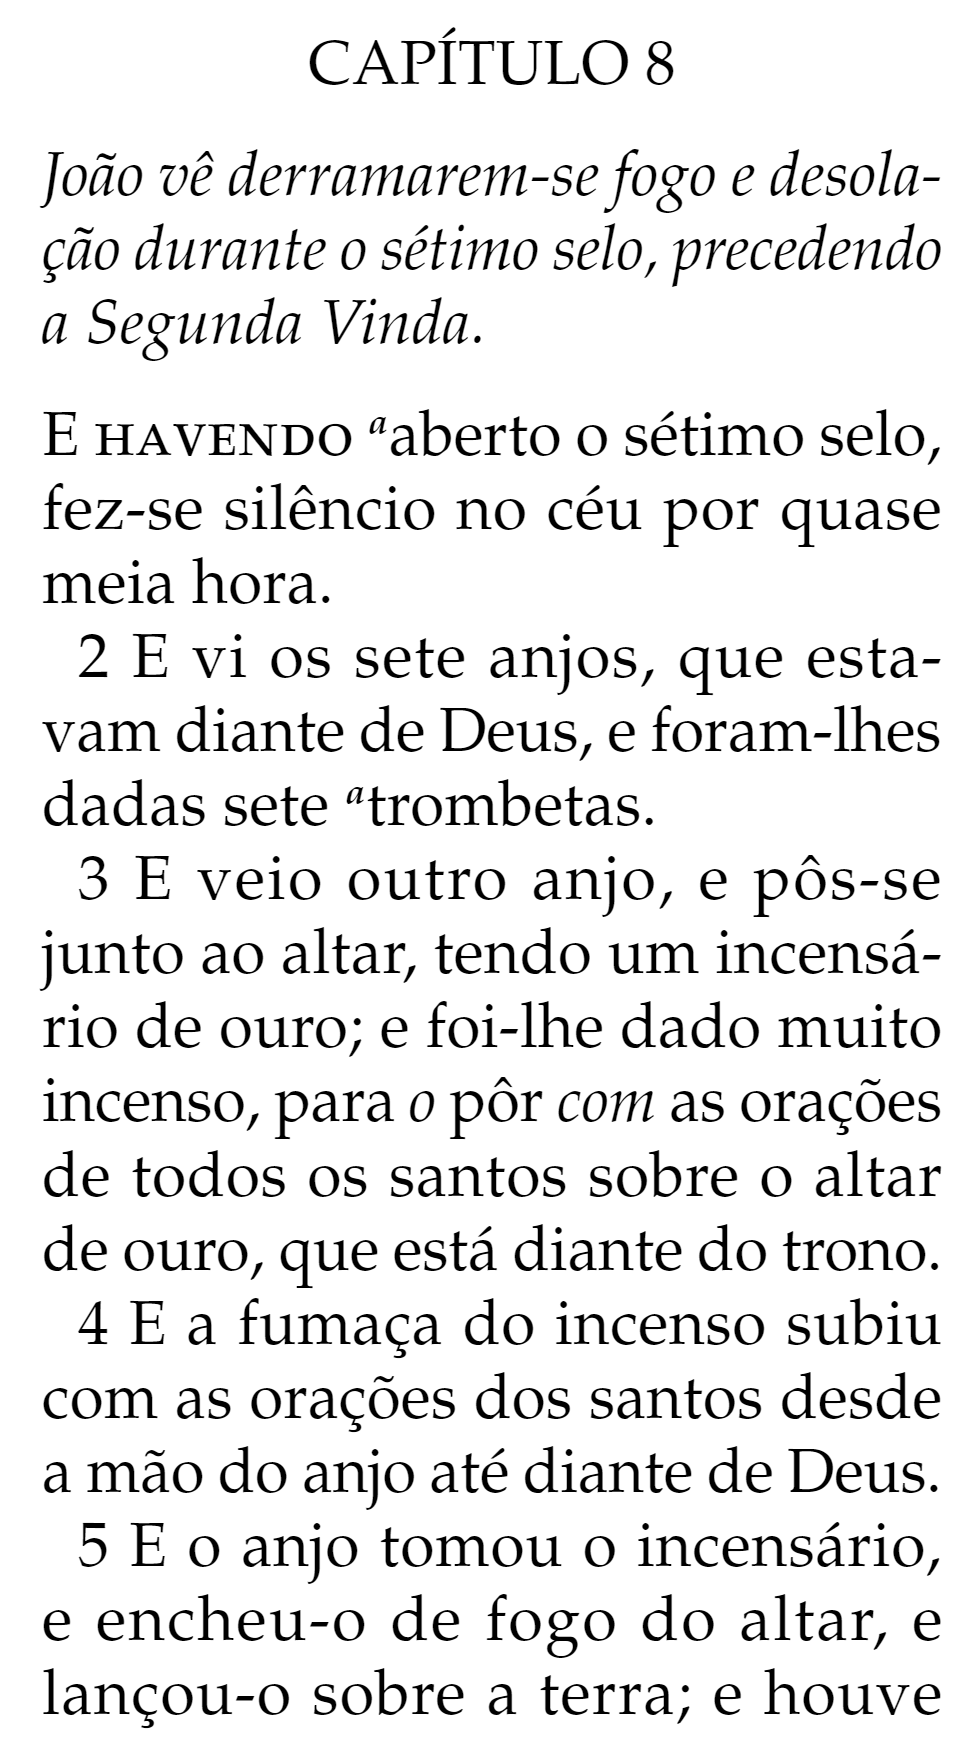 CAPÍTULO 8
João vê derramarem-se fogo e desola-
ção durante o sétimo selo, precedendo
a Segunda Vinda.
E HAVENDO aaberto o sétimo selo,
fez-se silêncio no céu por quase
meia hora.
2 E vi os sete anjos, que esta-
vam diante de Deus, e foram-lhes
dadas sete atrombetas.
3 E veio outro anjo, e pôs-se
junto ao altar, tendo um incensá-
rio de ouro; e foi-lhe dado muito
incenso, para o pôr com as orações
de todos os santos sobre o altar
de ouro, que está diante do trono.
4 E a fumaça do incenso subiu
com as orações dos santos desde
a mão do anjo até diante de Deus.
5 E o anjo tomou o incensário,
e encheu-o de fogo do altar, e
lançou-o sobre a terra; e houve